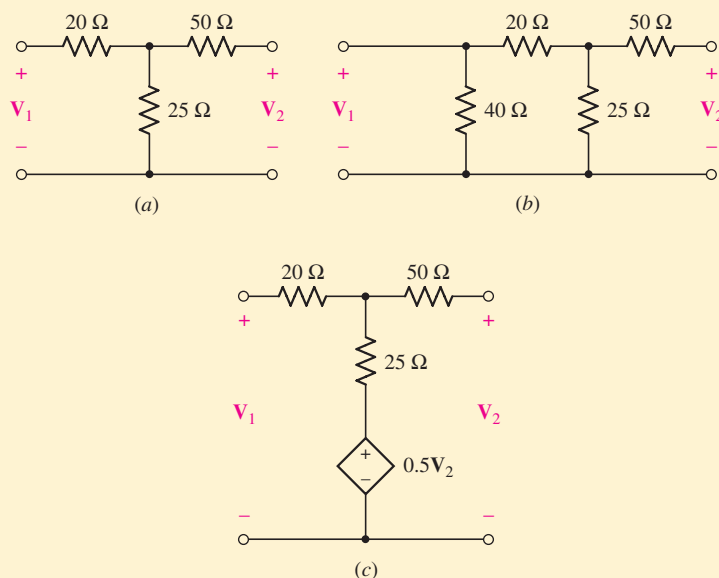 20 Ω 50 Ω
+ +
V1 25 Ω V2
– –
(a)
20 Ω 50 Ω
+ +
V1 40 Ω 25 Ω V2
– –
(b)
20 Ω 50 Ω
+ +
25 Ω
V1 V2
+
– 0.5V2
– –
(c)